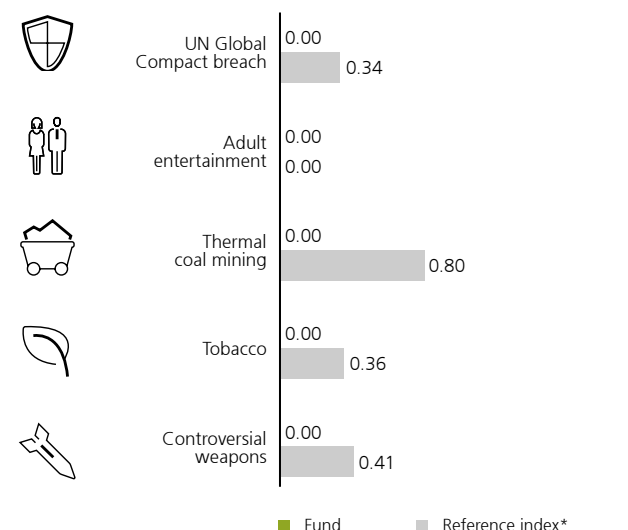 0.00
UN Global
Compact breach
0.34
0.00
Adult
entertainment
0.00
0.00
Thermal
coal mining
0.80
0.00
Tobacco
0.36
0.00
Controversial
weapons
0.41
Fund
Reference index*